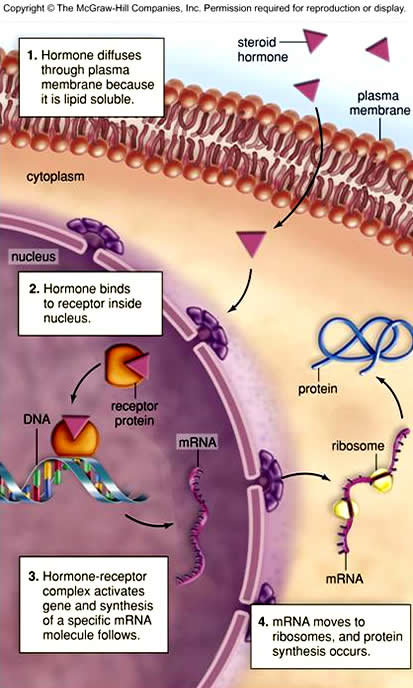 Copyright © The McGraw-Hill Companies, Inc. Permission required for reproduction or display.
1. Hormone diffuses
through plasma
membrane because
it is lipid soluble.
steroid
hormone
plasma
membrane
cytoplasm
nucleus
2. Hormone binds
to receptor inside
nucleus.
protein
receptor
protein
DNA
mRNA
ribosome
mRNA
3. Hormone-receptor
complex activates
gene and synthesis
of a specific mRNA
molecule follows.
4. mRNA moves to
ribosomes, and protein
synthesis occurs.